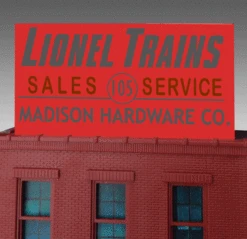 LIONEL TRAINS
SALES 105 SERVICE
MADISON HARDWARE CO.